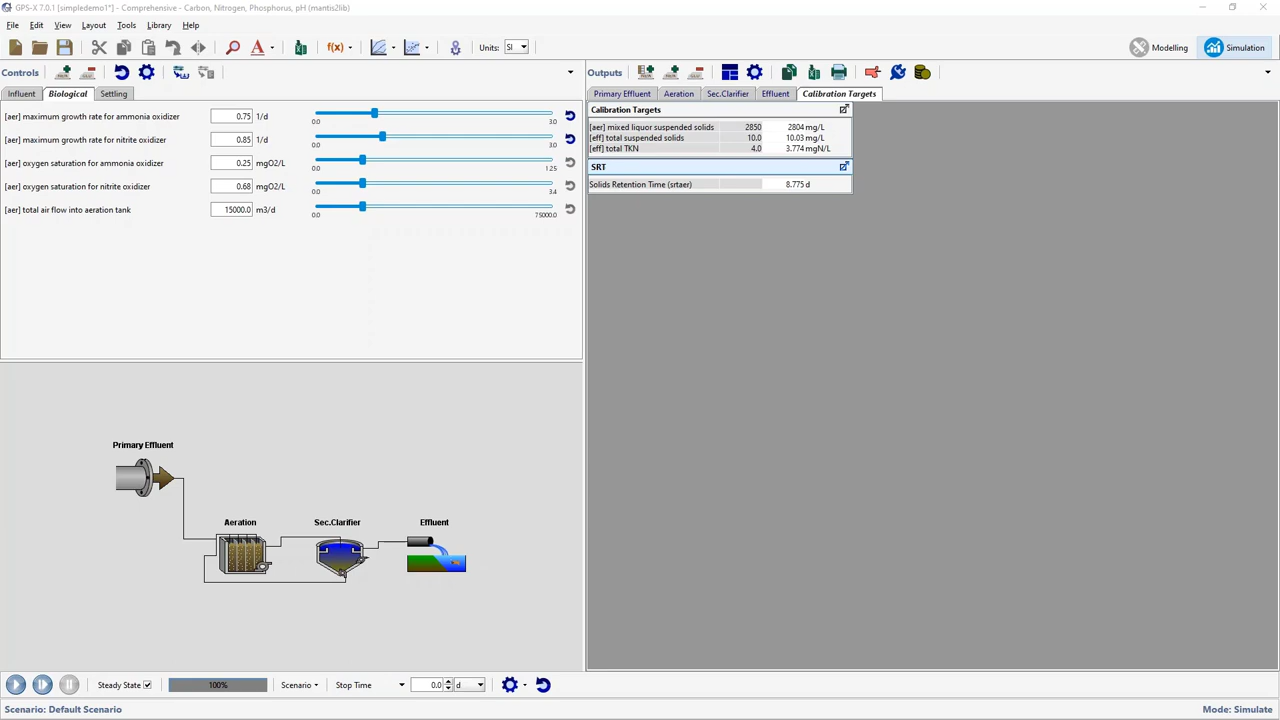 GPS-X 7.0.1 [simpledemo1*] - Comprehensive - Carbon, Nitrogen, Phosphorus, pH (mantis2lib)
File Edit View Layout Tools Library Help
A f(x) Units: SI Modelling Simulation
Controls
Outputs
Influent Biological Settling
Primary Effluent Aeration Sec.Clarifier Effluent Calibration Targets
[aer] maximum growth rate for ammonia oxidizer 0.75 1/d
0.0 3.0
[aer] maximum growth rate for nitrite oxidizer 0.85 1/d
0.0 3.0
[aer] oxygen saturation for ammonia oxidizer 0.25 mgO2/L
0.0 1.25
[aer] oxygen saturation for nitrite oxidizer 0.68 mgO2/L
0.0 3.4
[aer] total air flow into aeration tank 15000.0 m3/d
0.0 75000.0
Calibration Targets
[aer] mixed liquor suspended solids 2850 2804 mg/L
[eff] total suspended solids 10.0 10.03 mg/L
[eff] total TKN 4.0 3.774 mgN/L
SRT
Solids Retention Time (srtaer) 8.775 d
Primary Effluent
Aeration
Sec.Clarifier
Effluent
Steady State 100% Scenario Stop Time 0.0 d
Scenario: Default Scenario
Mode: Simulate